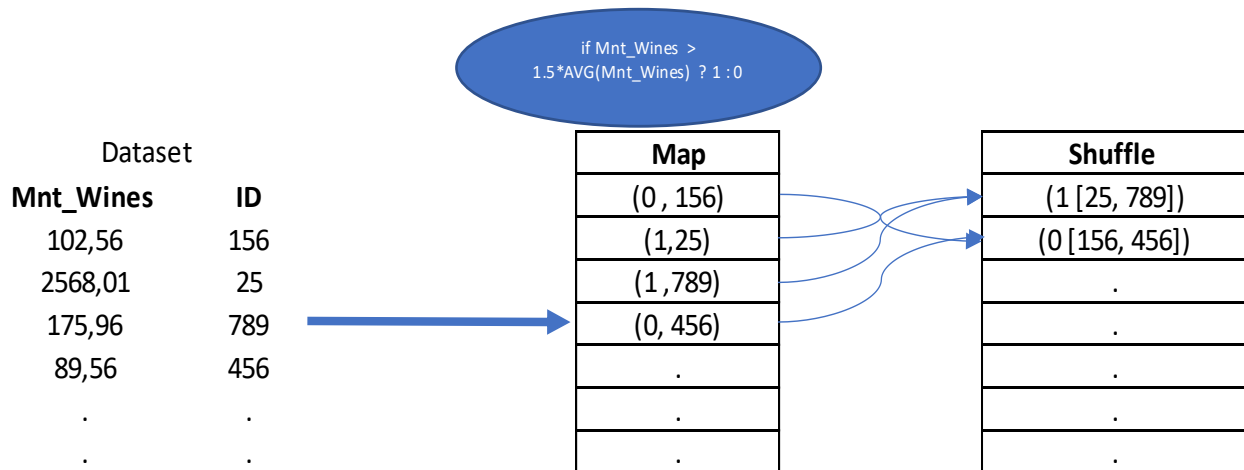 if Mnt_Wines >
1.5*AVG(Mnt_Wines) ? 1 : 0
Dataset
Mnt_Wines ID
102,56 156
2568,01 25
175,96 789
89,56 456
. .
. .
Map
(0 , 156)
(1,25)
(1 ,789)
(0, 456)
.
.
.
Shuffle
(1 [25, 789])
(0 [156, 456])
.
.
.
.
.